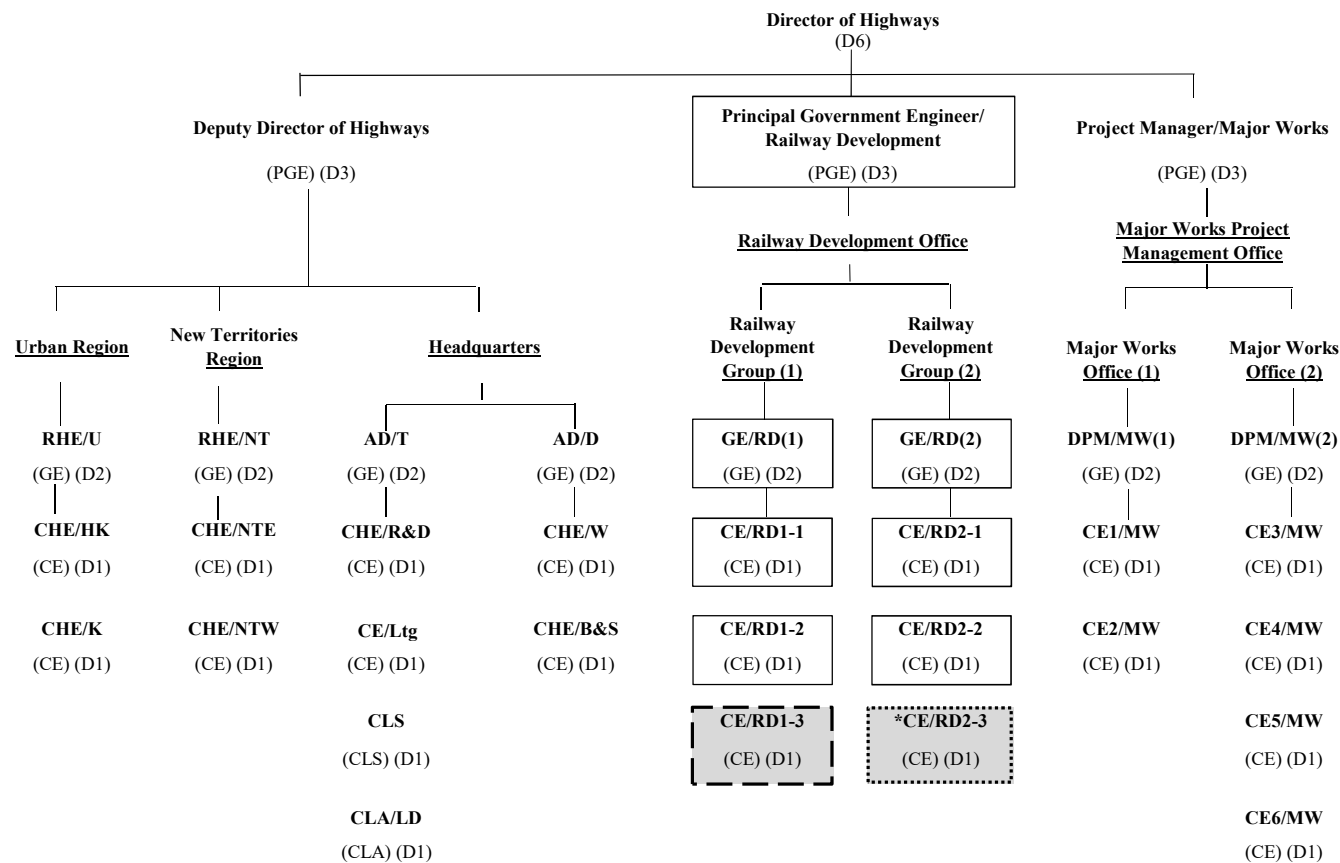 Director of Highways
(D6)
Deputy Director of Highways
(PGE) (D3)
Principal Government Engineer/
Railway Development
(PGE) (D3)
Project Manager/Major Works
(PGE) (D3)
Railway Development Office
Major Works Project
Management Office
Urban Region
New Territories
Region
Headquarters
Railway
Development
Group (1)
Railway
Development
Group (2)
Major Works
Office (1)
Major Works
Office (2)
RHE/U
(GE) (D2)
RHE/NT
(GE) (D2)
AD/T
(GE) (D2)
AD/D
(GE) (D2)
GE/RD(1)
(GE) (D2)
GE/RD(2)
(GE) (D2)
DPM/MW(1)
(GE) (D2)
DPM/MW(2)
(GE) (D2)
CHE/HK
(CE) (D1)
CHE/NTE
(CE) (D1)
CHE/R&D
(CE) (D1)
CHE/W
(CE) (D1)
CE/RD1-1
(CE) (D1)
CE/RD2-1
(CE) (D1)
CE1/MW
(CE) (D1)
CE3/MW
(CE) (D1)
CHE/K
(CE) (D1)
CHE/NTW
(CE) (D1)
CE/Ltg
(CE) (D1)
CHE/B&S
(CE) (D1)
CE/RD1-2
(CE) (D1)
CE/RD2-2
(CE) (D1)
CE2/MW
(CE) (D1)
CE4/MW
(CE) (D1)
CLS
(CLS) (D1)
CE/RD1-3
(CE) (D1)
*CE/RD2-3
(CE) (D1)
CE5/MW
(CE) (D1)
CLA/LD
(CLA) (D1)
CE6/MW
(CE) (D1)